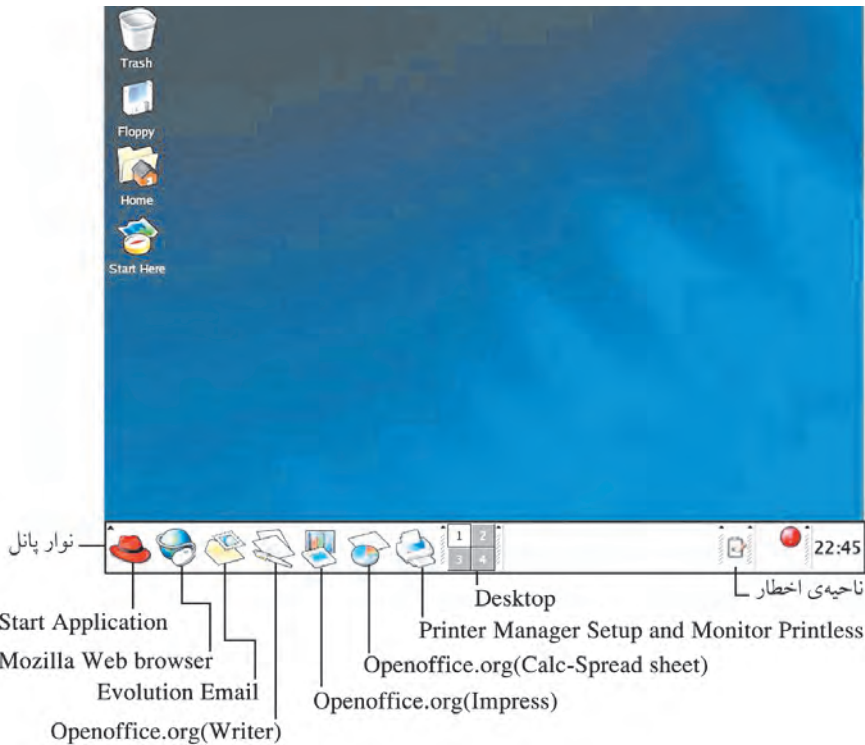 Trash
Floppy
Home
Start Here
نوار پانل
1 2
3 4
22:45
ناحیه‌ی اخطار
Desktop
Start Application
Printer Manager Setup and Monitor Printless
Mozilla Web browser
Openoffice.org(Calc-Spread sheet)
Evolution Email
Openoffice.org(Impress)
Openoffice.org(Writer)